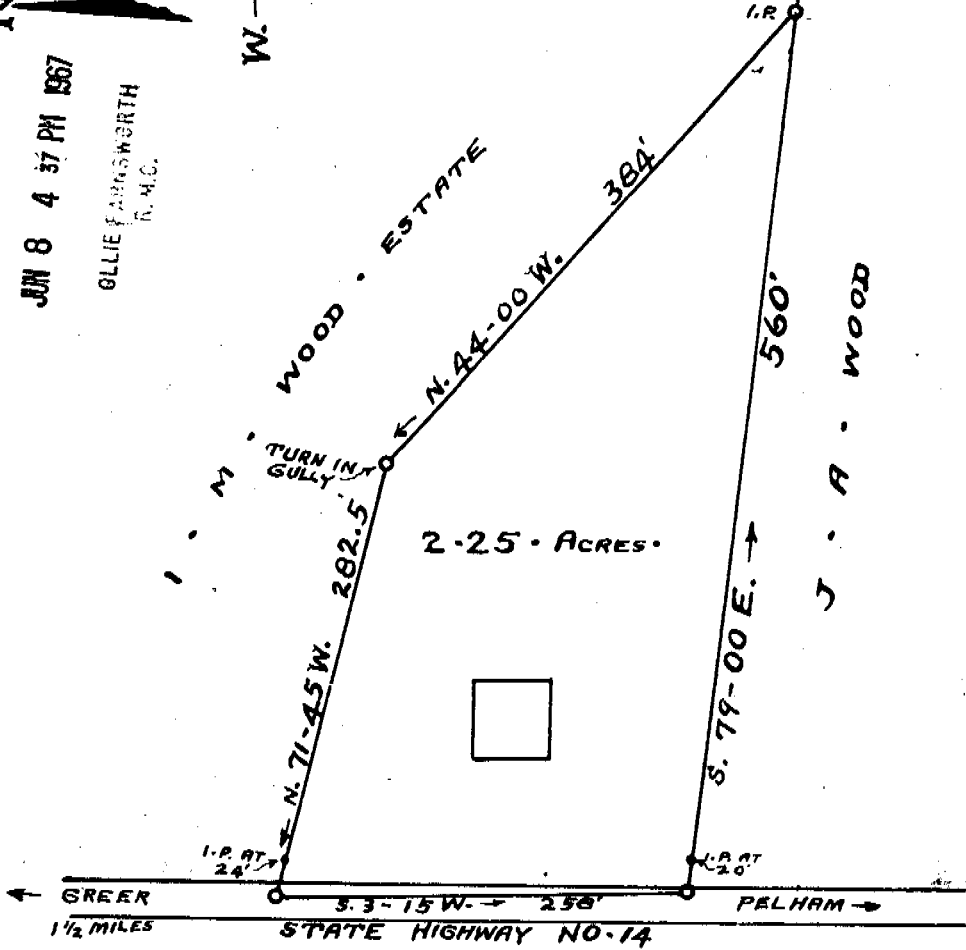 JUN 8 4 37 PM 1967
OLLIE FARNSWORTH
R.M.C.
W.
I.P.
I. M. WOOD ESTATE
384'
N. 44-00 W.
560'
J. A. WOOD
TURN IN
GULLY
282.5'
2.25 ACRES.
N. 71-45 W.
S. 79-00 E.
I.P. AT
24'
I.P. AT
20'
GREER
S. 3-15 W. 256'
PELHAM
1½ MILES
STATE HIGHWAY NO. 14